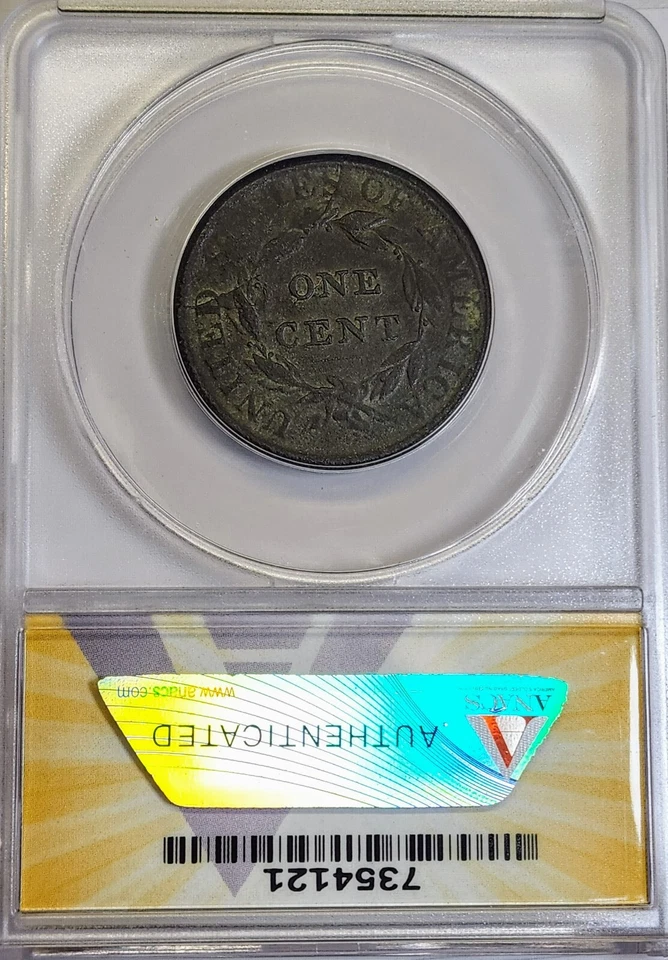 UNITED STATES OF AMERICA
ONE
CENT
www.anacs.com
ANACS
AUTHENTICATED
7354121